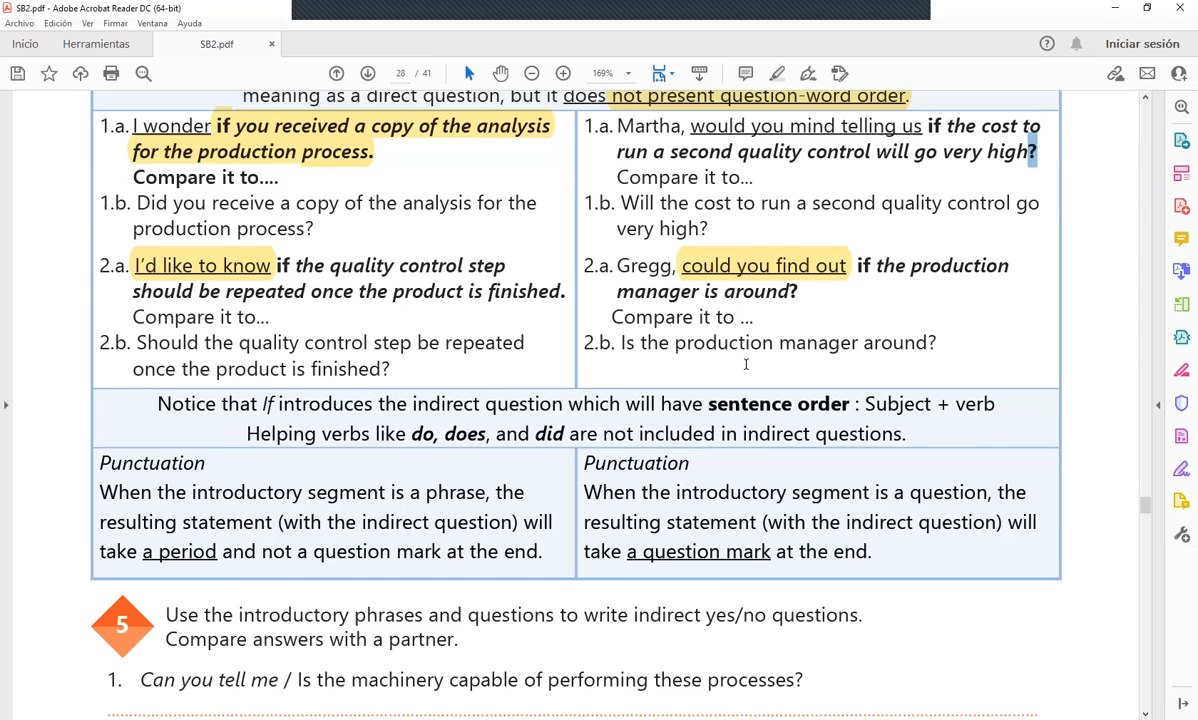 SB2.pdf - Adobe Acrobat Reader DC (64-bit)
Archivo Edición Ver Firmar Ventana Ayuda
Inicio Herramientas SB2.pdf × Iniciar sesión
28 / 41 169%
meaning as a direct question, but it does not present question-word order.
1.a. I wonder if you received a copy of the analysis
for the production process.
Compare it to....
1.b. Did you receive a copy of the analysis for the
production process?
2.a. I'd like to know if the quality control step
should be repeated once the product is finished.
Compare it to...
2.b. Should the quality control step be repeated
once the product is finished?
1.a. Martha, would you mind telling us if the cost to
run a second quality control will go very high?
Compare it to...
1.b. Will the cost to run a second quality control go
very high?
2.a. Gregg, could you find out if the production
manager is around?
Compare it to ...
2.b. Is the production manager around?
Notice that If introduces the indirect question which will have sentence order : Subject + verb
Helping verbs like do, does, and did are not included in indirect questions.
Punctuation
When the introductory segment is a phrase, the
resulting statement (with the indirect question) will
take a period and not a question mark at the end.
Punctuation
When the introductory segment is a question, the
resulting statement (with the indirect question) will
take a question mark at the end.
5
Use the introductory phrases and questions to write indirect yes/no questions.
Compare answers with a partner.
1. Can you tell me / Is the machinery capable of performing these processes?